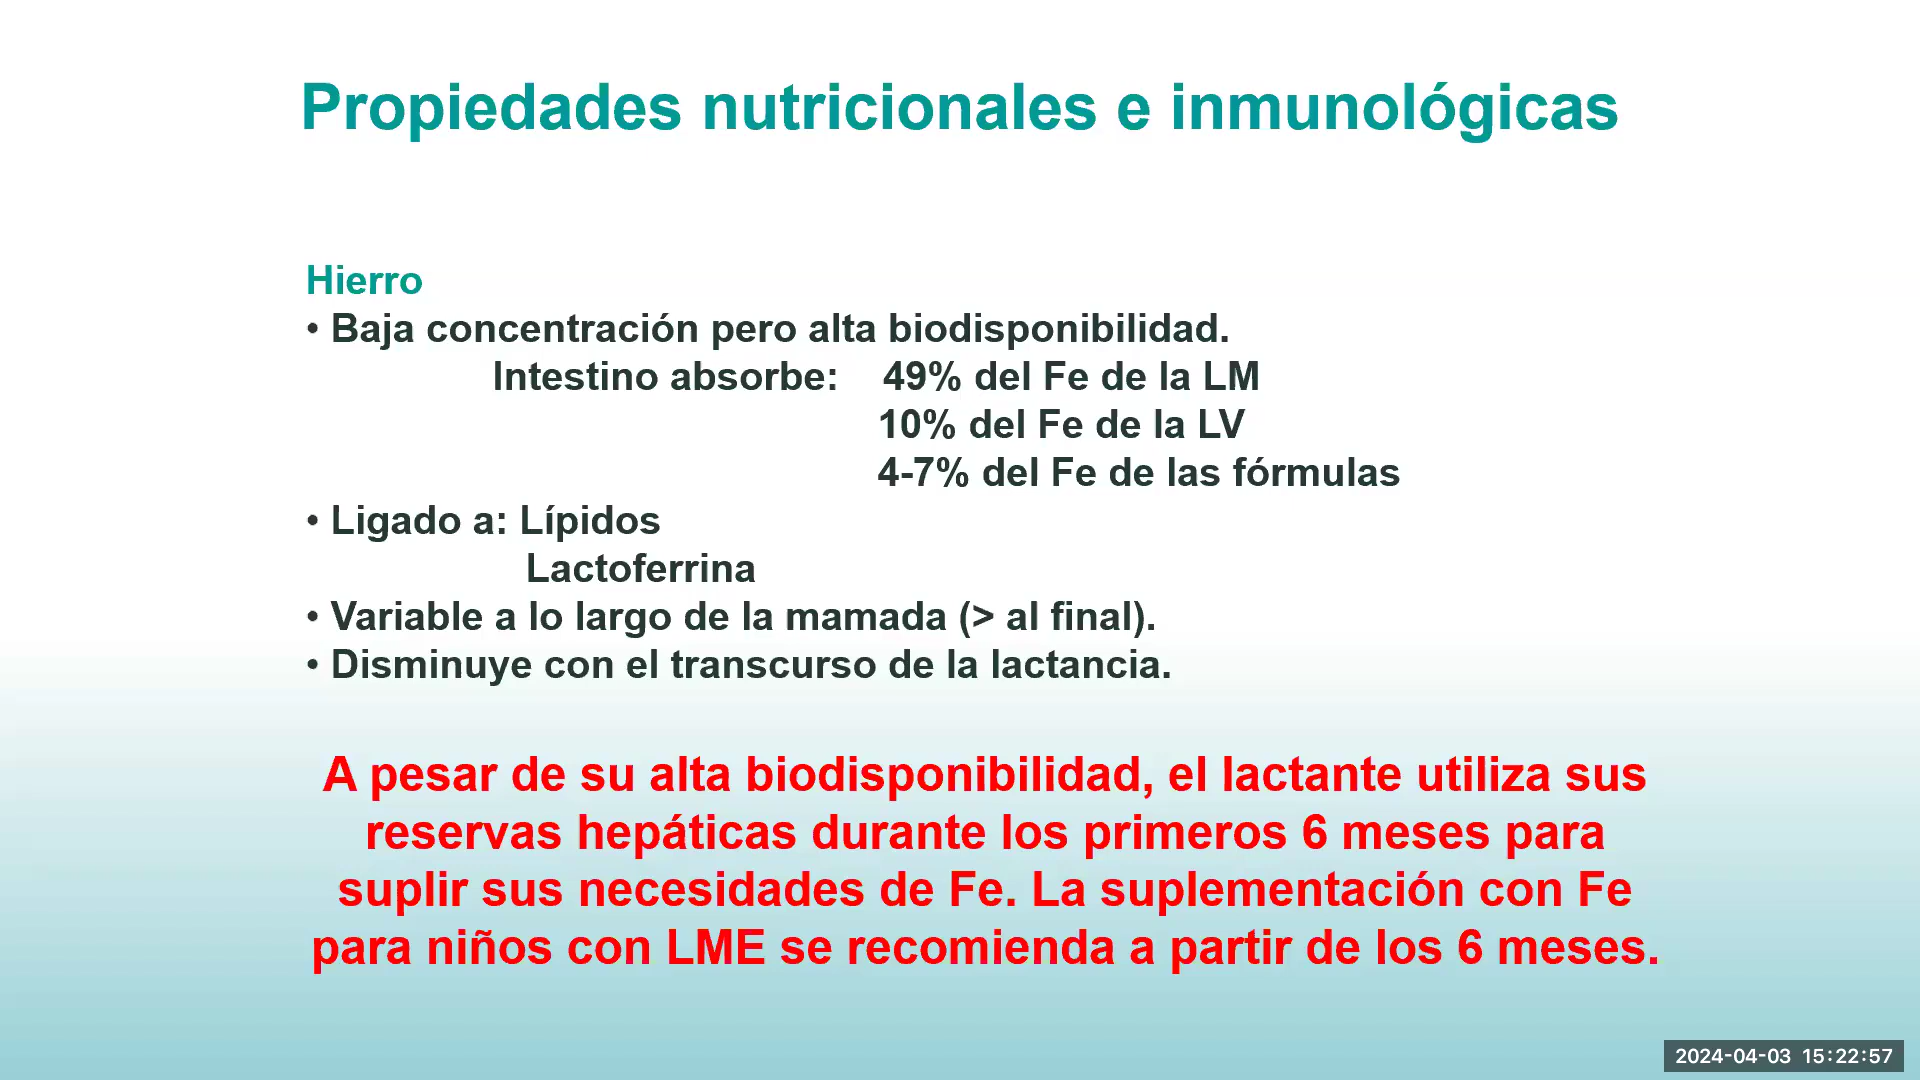 Propiedades nutricionales e inmunológicas
Hierro
• Baja concentración pero alta biodisponibilidad.
Intestino absorbe: 49% del Fe de la LM
10% del Fe de la LV
4-7% del Fe de las fórmulas
• Ligado a: Lípidos
Lactoferrina
• Variable a lo largo de la mamada (> al final).
• Disminuye con el transcurso de la lactancia.
A pesar de su alta biodisponibilidad, el lactante utiliza sus
reservas hepáticas durante los primeros 6 meses para
suplir sus necesidades de Fe. La suplementación con Fe
para niños con LME se recomienda a partir de los 6 meses.
2024-04-03 15:22:57